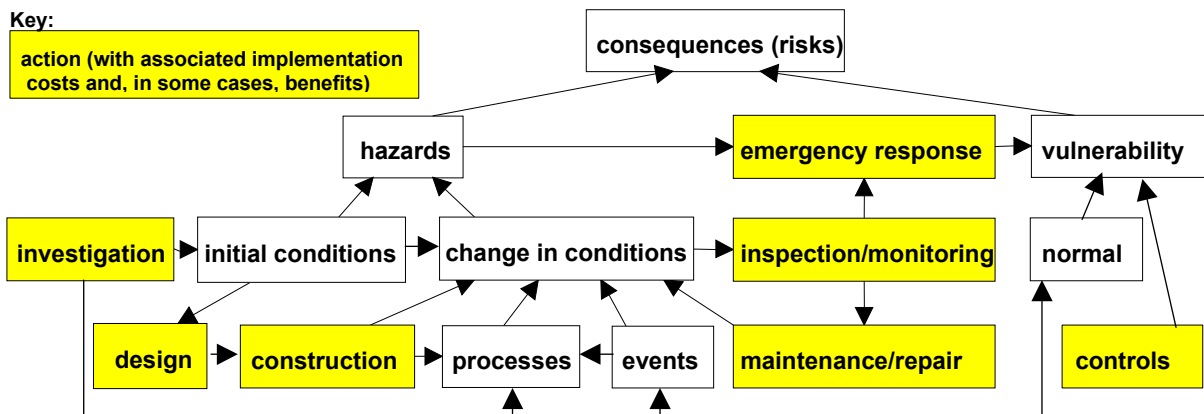 Key:
action (with associated implementation
costs and, in some cases, benefits)
consequences (risks)
hazards
emergency response
vulnerability
investigation
initial conditions
change in conditions
inspection/monitoring
normal
design
construction
processes
events
maintenance/repair
controls